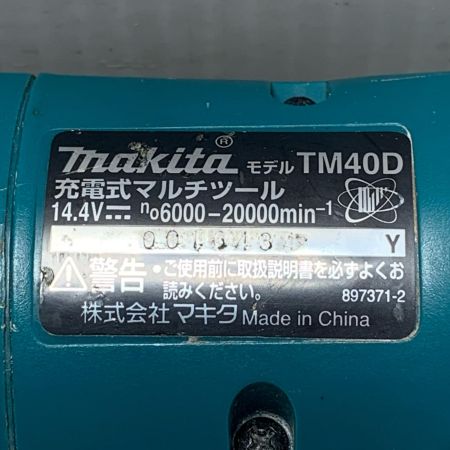 makita® モデル TM40D
充電式マルチツール
14.4V⎓ n₀6000-20000min⁻¹
Y
警告・ご使用前に取扱説明書を必ずよくお
読みください。 897371-2
株式会社マキタ Made in China